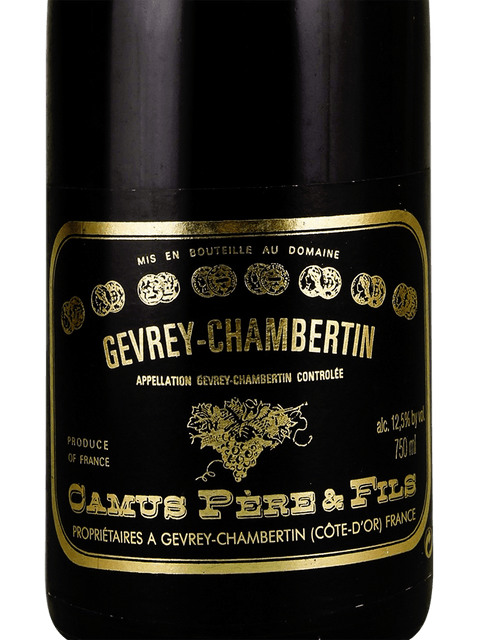 MIS EN BOUTEILLE AU DOMAINE
GEVREY-CHAMBERTIN
APPELLATION GEVREY-CHAMBERTIN CONTROLÉE
alc. 12,5% by vol.
750 ml
PRODUCE
OF FRANCE
CAMUS PÈRE & FILS
PROPRIÉTAIRES A GEVREY-CHAMBERTIN (CÔTE-D'OR) FRANCE